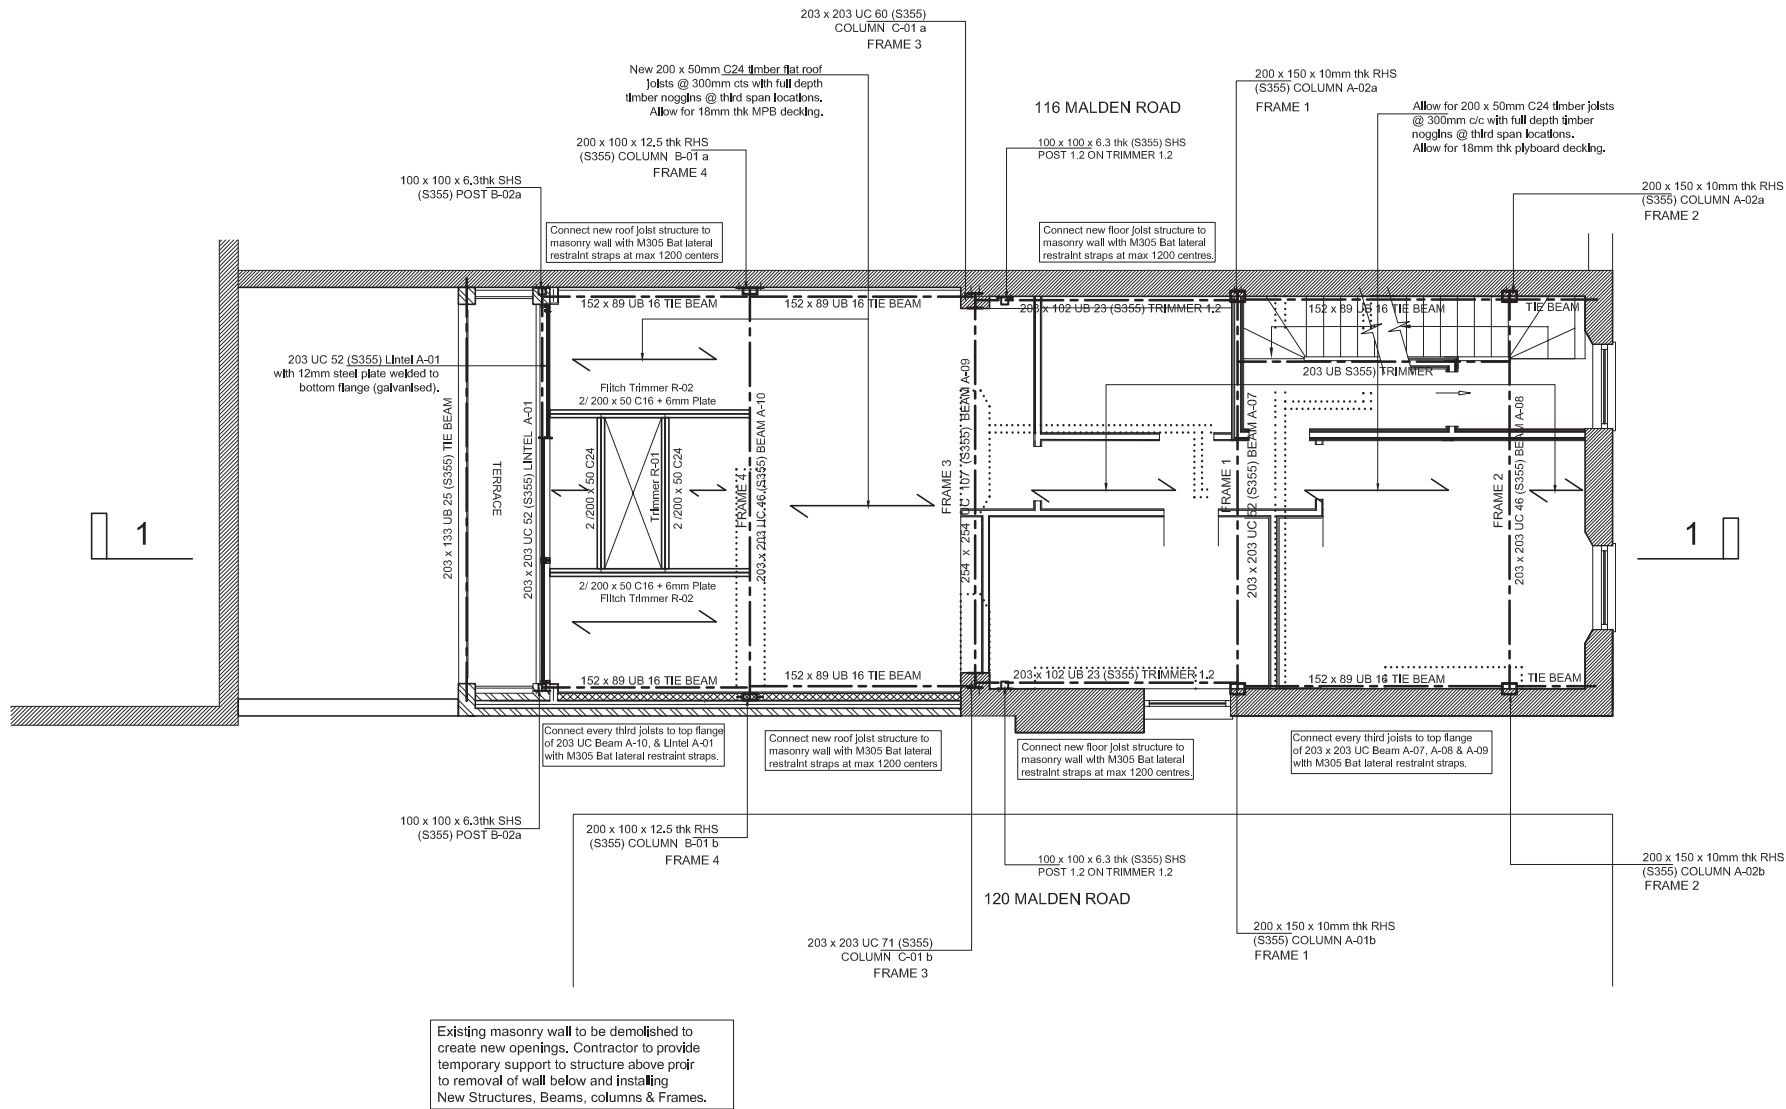 203 x 203 UC 60 (S355)
COLUMN C-01 a
FRAME 3
New 200 x 50mm C24 timber flat roof
joists @ 300mm cts with full depth
timber noggins @ third span locations.
Allow for 18mm thk MPB decking.
200 x 150 x 10mm thk RHS
(S355) COLUMN A-02a
FRAME 1
116 MALDEN ROAD
Allow for 200 x 50mm C24 timber joists
@ 300mm c/c with full depth timber
noggins @ third span locations.
Allow for 18mm thk plyboard decking.
200 x 100 x 12.5 thk RHS
(S355) COLUMN B-01 a
FRAME 4
100 x 100 x 6.3 thk (S355) SHS
POST 1.2 ON TRIMMER 1.2
100 x 100 x 6.3thk SHS
(S355) POST B-02a
200 x 150 x 10mm thk RHS
(S355) COLUMN A-02a
FRAME 2
Connect new roof joist structure to
masonry wall with M305 Bat lateral
restraint straps at max 1200 centers
Connect new floor joist structure to
masonry wall with M305 Bat lateral
restraint straps at max 1200 centres.
152 x 89 UB 16 TIE BEAM
152 x 89 UB 16 TIE BEAM
203 x 102 UB 23 (S355) TRIMMER 1.2
152 x 89 UB 16 TIE BEAM
TIE BEAM
203 UC 52 (S355) Lintel A-01
with 12mm steel plate welded to
bottom flange (galvanised).
203 UB S355) TRIMMER
Flitch Trimmer R-02
2/ 200 x 50 C16 + 6mm Plate
203 x 133 UB 25 (S355) TIE BEAM
TERRACE
203 x 203 UC 52 (S355) LINTEL A-01
2 /200 x 50 C24
Trimmer R-01
2 /200 x 50 C24
FRAME 4
203 x 203 UC 46 (S355) BEAM A-10
FRAME 3
254 x 254 UC 107 (S355) BEAM A-09
FRAME 1
203 x 203 UC 52 (S355) BEAM A-07
FRAME 2
203 x 203 UC 46 (S355) BEAM A-08
1
1
2/ 200 x 50 C16 + 6mm Plate
Flitch Trimmer R-02
152 x 89 UB 16 TIE BEAM
152 x 89 UB 16 TIE BEAM
203 x 102 UB 23 (S355) TRIMMER 1.2
152 x 89 UB 16 TIE BEAM
TIE BEAM
Connect every third joists to top flange
of 203 UC Beam A-10, & Lintel A-01
with M305 Bat lateral restraint straps.
Connect new roof joist structure to
masonry wall with M305 Bat lateral
restraint straps at max 1200 centers
Connect new floor joist structure to
masonry wall with M305 Bat lateral
restraint straps at max 1200 centres.
Connect every third joists to top flange
of 203 x 203 UC Beam A-07, A-08 & A-09
with M305 Bat lateral restraint straps.
100 x 100 x 6.3thk SHS
(S355) POST B-02a
200 x 100 x 12.5 thk RHS
(S355) COLUMN B-01 b
FRAME 4
100 x 100 x 6.3 thk (S355) SHS
POST 1.2 ON TRIMMER 1.2
200 x 150 x 10mm thk RHS
(S355) COLUMN A-02b
FRAME 2
120 MALDEN ROAD
203 x 203 UC 71 (S355)
COLUMN C-01 b
FRAME 3
200 x 150 x 10mm thk RHS
(S355) COLUMN A-01b
FRAME 1
Existing masonry wall to be demolished to
create new openings. Contractor to provide
temporary support to structure above proir
to removal of wall below and installing
New Structures, Beams, columns & Frames.